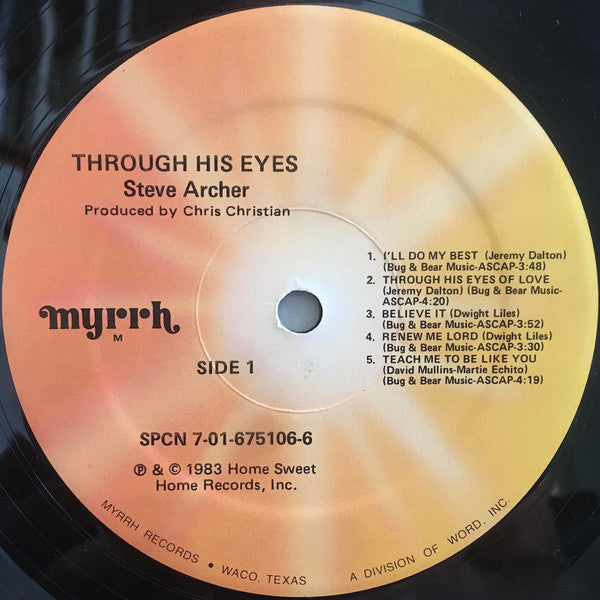 THROUGH HIS EYES
Steve Archer
Produced by Chris Christian
1. I'LL DO MY BEST (Jeremy Dalton)
(Bug & Bear Music-ASCAP-3:48)
2. THROUGH HIS EYES OF LOVE
(Jeremy Dalton) (Bug & Bear Music-
ASCAP-4:20)
3. BELIEVE IT (Dwight Liles)
(Bug & Bear Music-ASCAP-3:52)
4. RENEW ME LORD (Dwight Liles)
(Bug & Bear Music-ASCAP-3:30)
5. TEACH ME TO BE LIKE YOU
(David Mullins-Martie Echito)
(Bug & Bear Music-ASCAP-4:19)
myrrh
M
SIDE 1
SPCN 7-01-675106-6
℗ & © 1983 Home Sweet
Home Records, Inc.
MYRRH RECORDS • WACO, TEXAS A DIVISION OF WORD, INC.